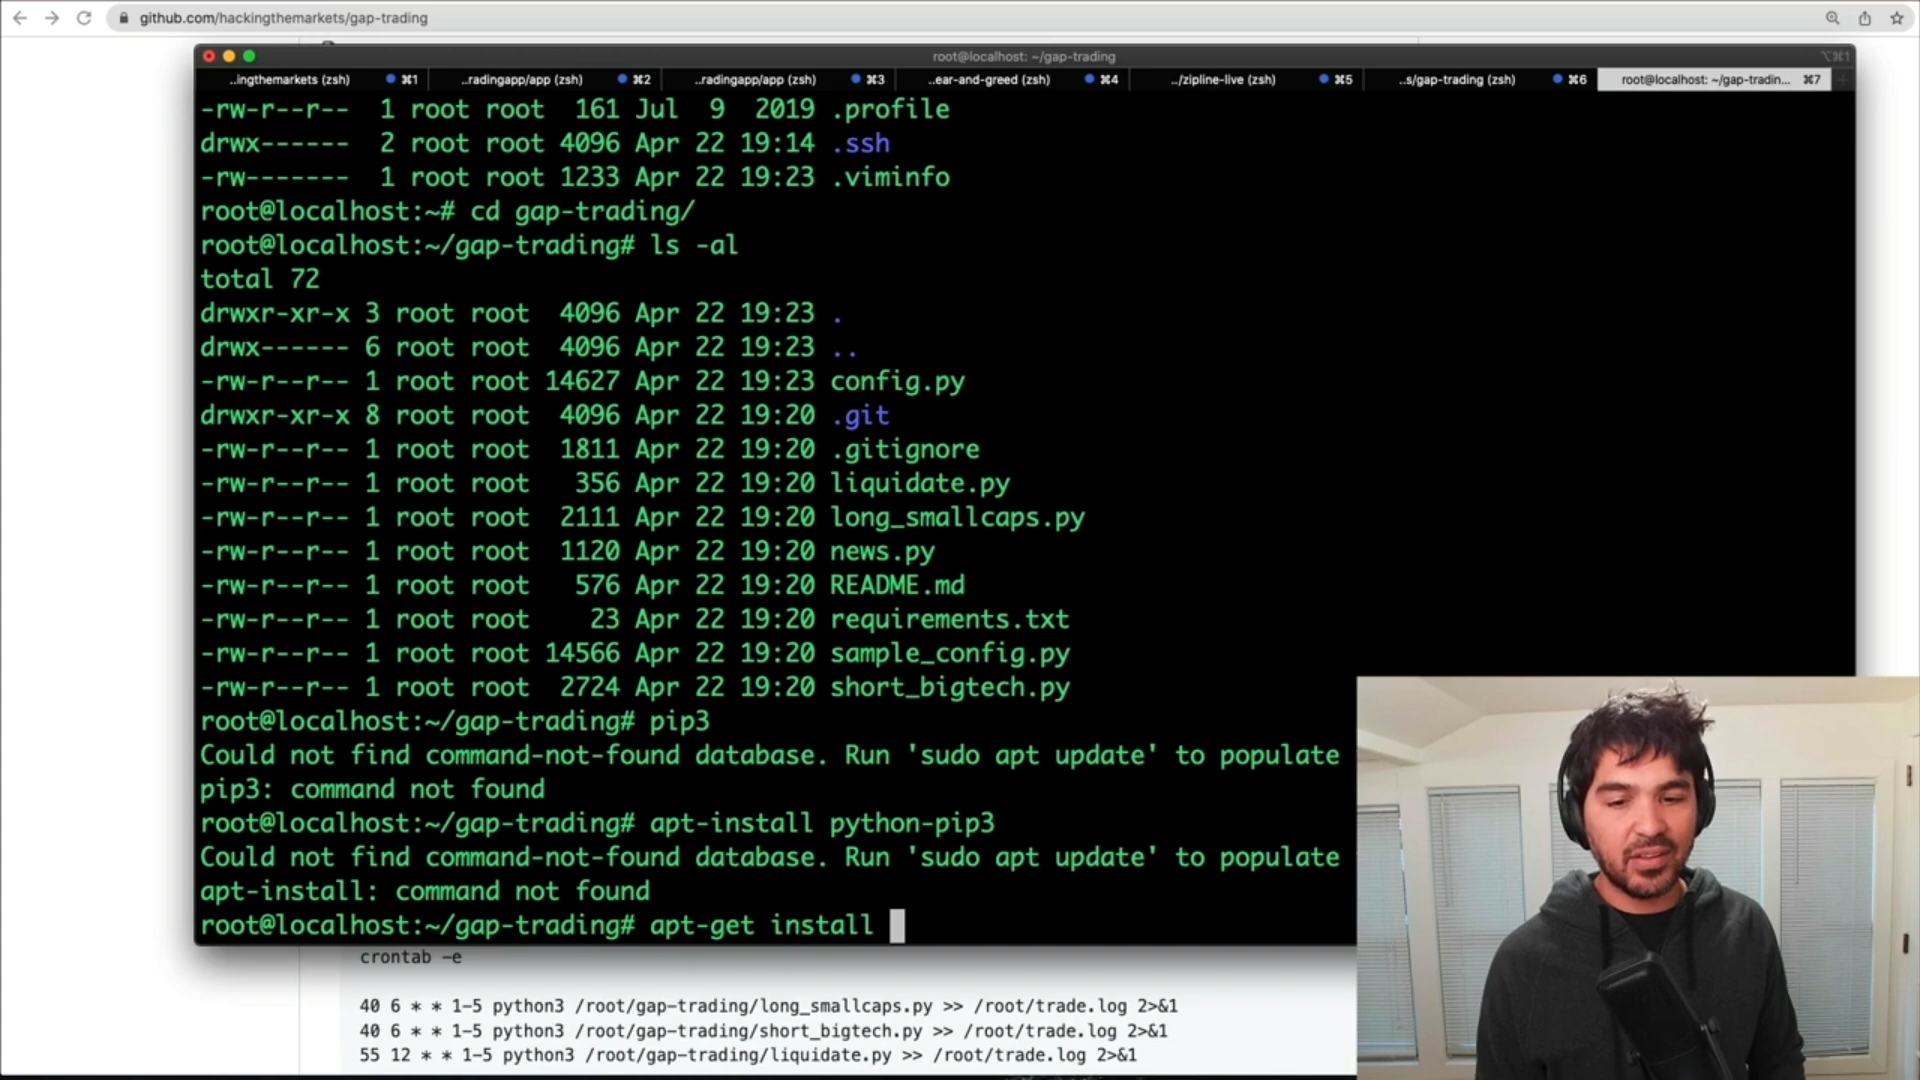 github.com/hackingthemarkets/gap-trading
root@localhost: ~/gap-trading
⌥⌘1
..ingthemarkets (zsh) ⌘1 ..radingapp/app (zsh) ⌘2 ..radingapp/app (zsh) ⌘3 ..ear-and-greed (zsh) ⌘4 ../zipline-live (zsh) ⌘5 ..s/gap-trading (zsh) ⌘6 root@localhost: ~/gap-tradin... ⌘7
-rw-r--r-- 1 root root 161 Jul 9 2019 .profile
drwx------ 2 root root 4096 Apr 22 19:14 .ssh
-rw------- 1 root root 1233 Apr 22 19:23 .viminfo
root@localhost:~# cd gap-trading/
root@localhost:~/gap-trading# ls -al
total 72
drwxr-xr-x 3 root root 4096 Apr 22 19:23 .
drwx------ 6 root root 4096 Apr 22 19:23 ..
-rw-r--r-- 1 root root 14627 Apr 22 19:23 config.py
drwxr-xr-x 8 root root 4096 Apr 22 19:20 .git
-rw-r--r-- 1 root root 1811 Apr 22 19:20 .gitignore
-rw-r--r-- 1 root root 356 Apr 22 19:20 liquidate.py
-rw-r--r-- 1 root root 2111 Apr 22 19:20 long_smallcaps.py
-rw-r--r-- 1 root root 1120 Apr 22 19:20 news.py
-rw-r--r-- 1 root root 576 Apr 22 19:20 README.md
-rw-r--r-- 1 root root 23 Apr 22 19:20 requirements.txt
-rw-r--r-- 1 root root 14566 Apr 22 19:20 sample_config.py
-rw-r--r-- 1 root root 2724 Apr 22 19:20 short_bigtech.py
root@localhost:~/gap-trading# pip3
Could not find command-not-found database. Run 'sudo apt update' to populate
pip3: command not found
root@localhost:~/gap-trading# apt-install python-pip3
Could not find command-not-found database. Run 'sudo apt update' to populate
apt-install: command not found
root@localhost:~/gap-trading# apt-get install
crontab -e
40 6 * * 1-5 python3 /root/gap-trading/long_smallcaps.py >> /root/trade.log 2>&1
40 6 * * 1-5 python3 /root/gap-trading/short_bigtech.py >> /root/trade.log 2>&1
55 12 * * 1-5 python3 /root/gap-trading/liquidate.py >> /root/trade.log 2>&1